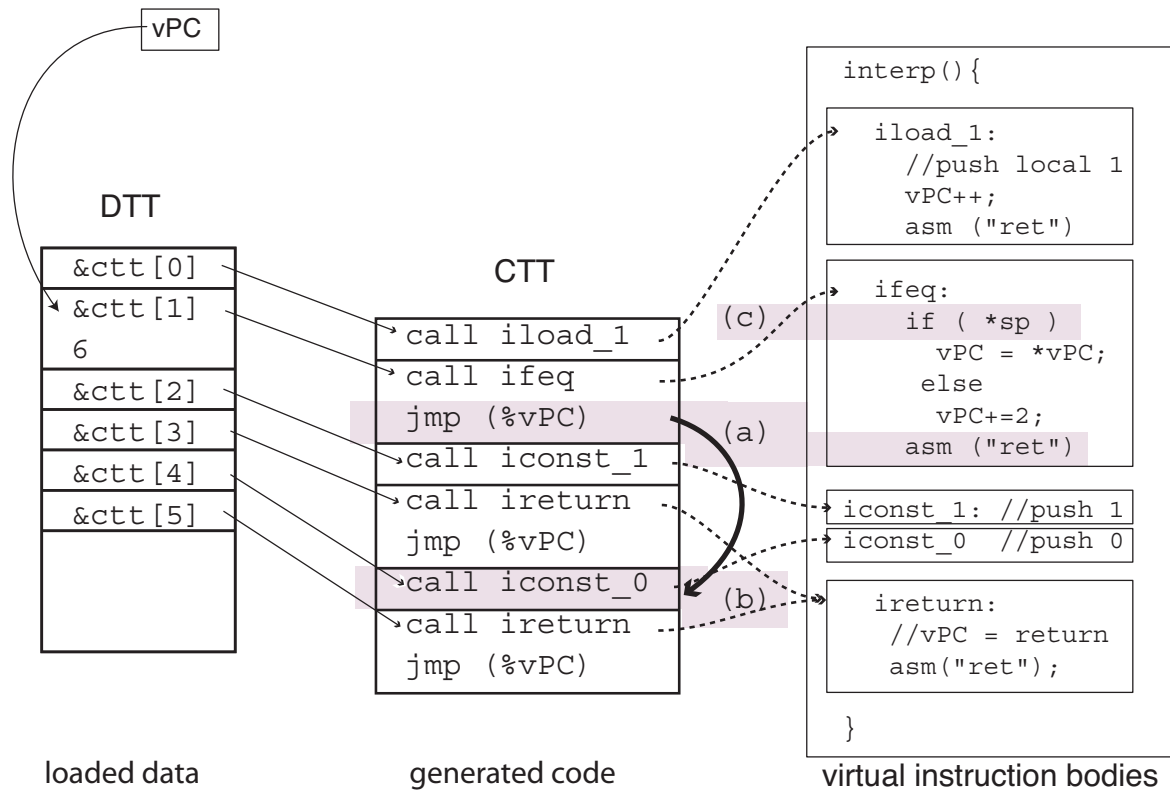 vPC
DTT
&ctt[0]
&ctt[1]
6
&ctt[2]
&ctt[3]
&ctt[4]
&ctt[5]
loaded data
CTT
call iload_1
call ifeq
jmp (%vPC)
call iconst_1
call ireturn
jmp (%vPC)
call iconst_0
call ireturn
jmp (%vPC)
generated code
(c)
(a)
(b)
interp(){
iload_1:
//push local 1
vPC++;
asm ("ret")
ifeq:
if ( *sp )
vPC = *vPC;
else
vPC+=2;
asm ("ret")
iconst_1: //push 1
iconst_0 //push 0
ireturn:
//vPC = return
asm("ret");
}
virtual instruction bodies